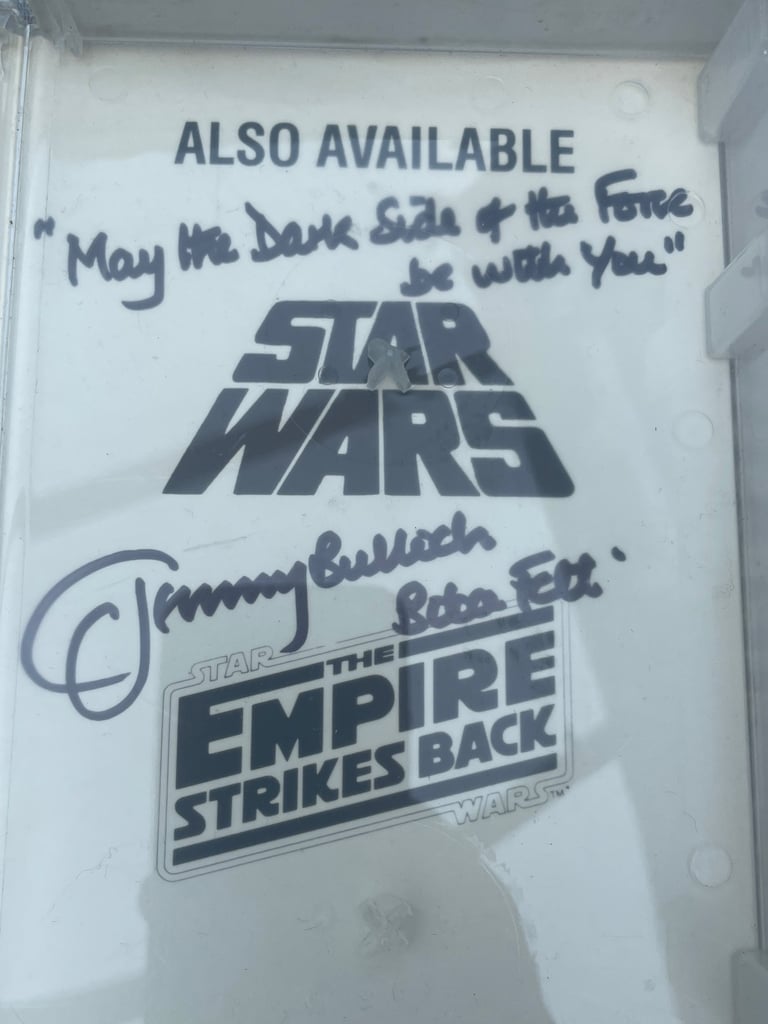 ALSO AVAILABLE
"May the Dark Side of the Force
be with You"
STAR
WARS
Jeremy Bulloch
Boba Fett.
STAR
THE
EMPIRE
STRIKES BACK
WARS™